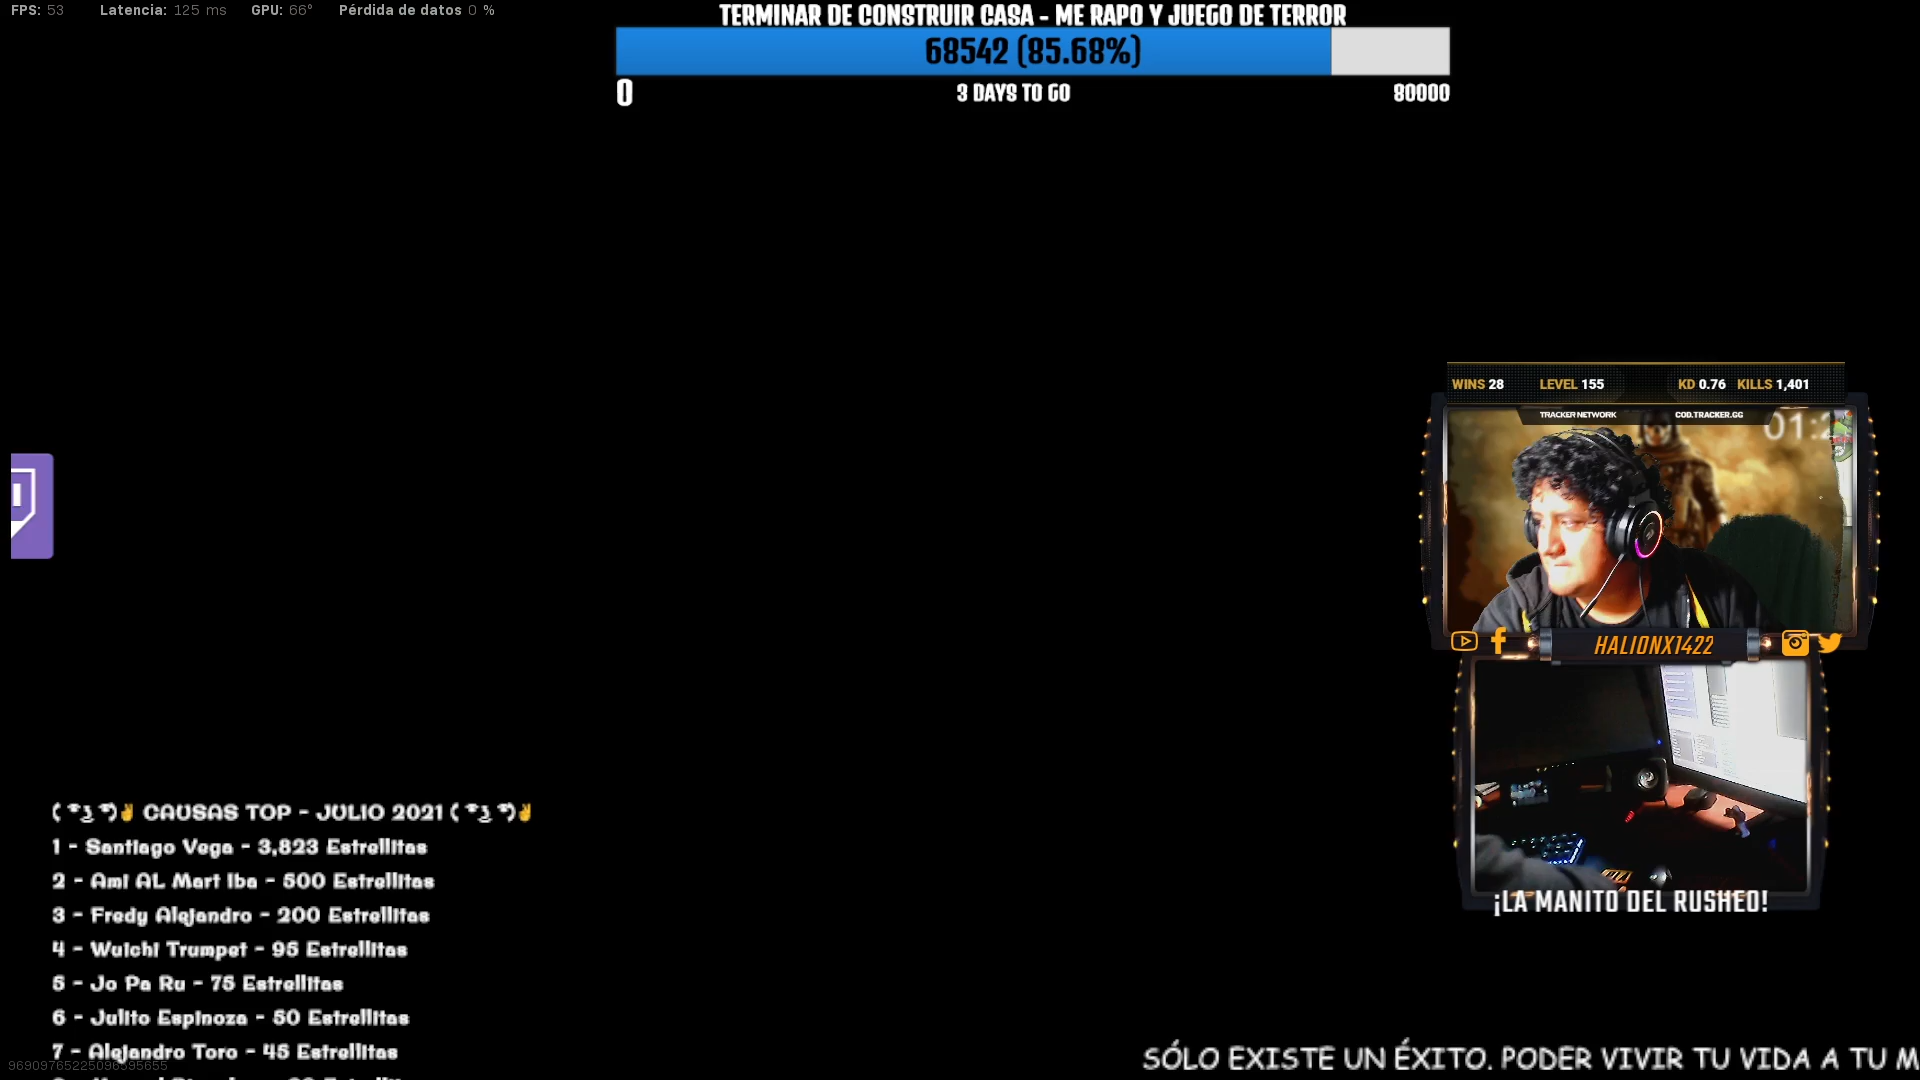 FPS: 53 Latencia: 125 ms GPU: 66° Pérdida de datos 0 %
TERMINAR DE CONSTRUIR CASA - ME RAPO Y JUEGO DE TERROR
68542 (85.68%)
0 3 DAYS TO GO 80000
WINS 28 LEVEL 155 KD 0.76 KILLS 1,401
TRACKER NETWORK COD.TRACKER.GG
01:2
HALIONX1422
¡LA MANITO DEL RUSHEO!
( ͡° ͜ʖ ͡°)✌ CAUSAS TOP - JULIO 2021 ( ͡° ͜ʖ ͡°)✌
1 - Santiago Vega - 3,823 Estrellitas
2 - Ami AL Mart Iba - 500 Estrellitas
3 - Fredy Alejandro - 200 Estrellitas
4 - Wuichi Trumpet - 95 Estrellitas
5 - Jo Pa Ru - 75 Estrellitas
6 - Julito Espinoza - 50 Estrellitas
7 - Alejandro Toro - 45 Estrellitas
SÓLO EXISTE UN ÉXITO. PODER VIVIR TU VIDA A TU M